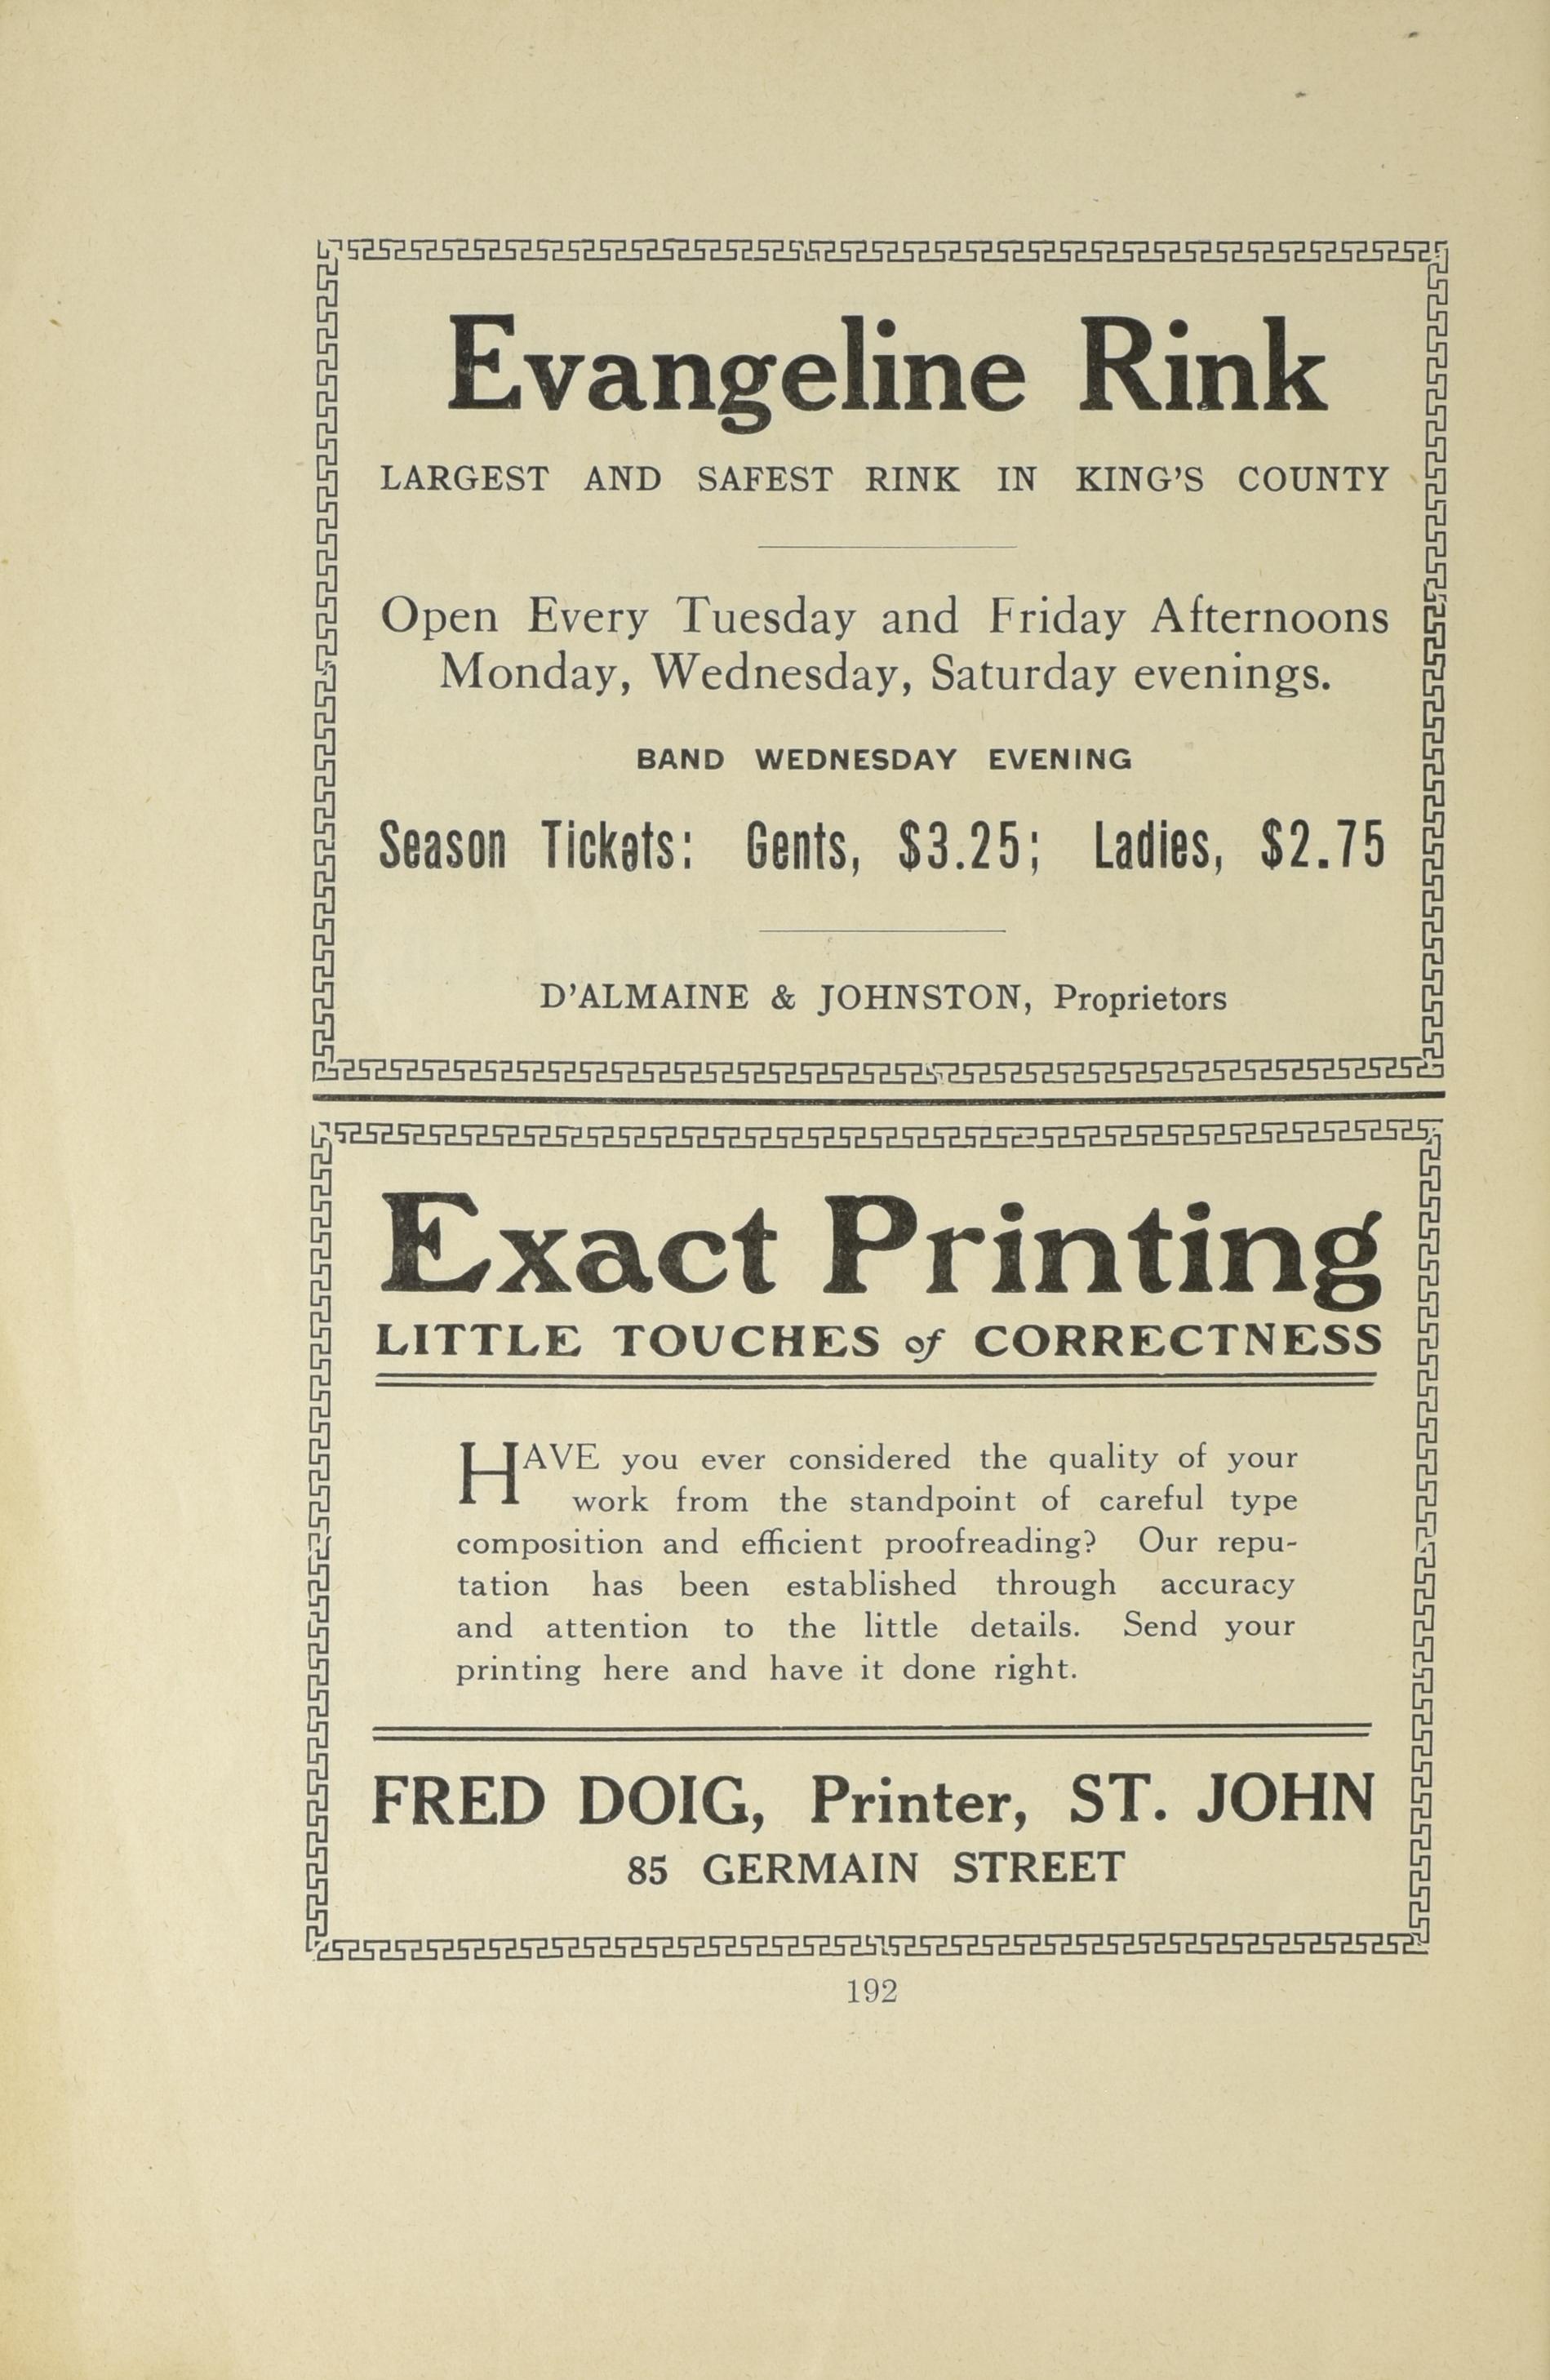 Evangeline Rink
LARGEST AND SAFEST RINK IN KING'S COUNTY
Open Every Tuesday and Friday Afternoons
Monday, Wednesday, Saturday evenings.
BAND WEDNESDAY EVENING
Season Tickets: Gents, $3.25; Ladies, $2.75
D'ALMAINE & JOHNSTON, Proprietors
Exact Printing
LITTLE TOUCHES of CORRECTNESS
HAVE you ever considered the quality of your
work from the standpoint of careful type
composition and efficient proofreading? Our repu-
tation has been established through accuracy
and attention to the little details. Send your
printing here and have it done right.
FRED DOIG, Printer, ST. JOHN
85 GERMAIN STREET
192